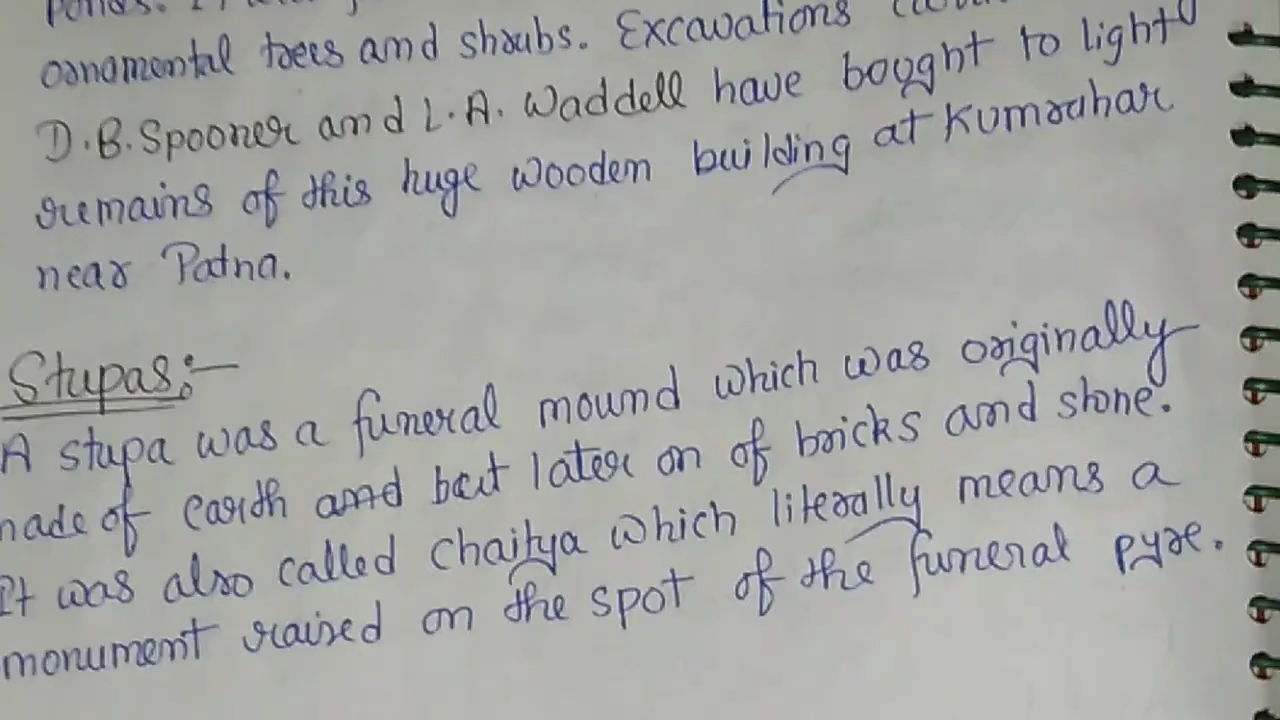 ponds.
ornamental trees and shrubs. Excavations
D.B. Spooner and L.A. Waddell have bought to light
remains of this huge wooden building at Kumrahar
near Patna.
Stupas:-
A stupa was a funeral mound which was originally
made of earth and but later on of bricks and stone.
It was also called Chaitya which literally means a
monument raised on the spot of the funeral pyre.